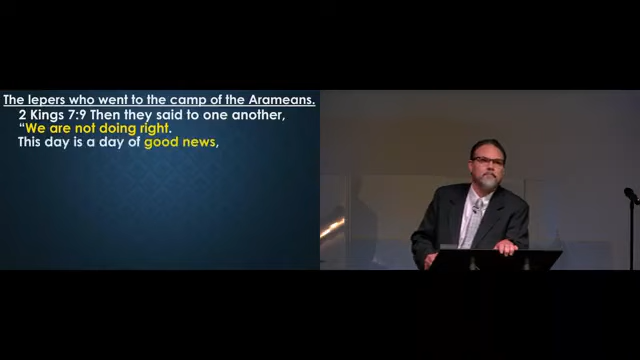 The lepers who went to the camp of the Arameans.
2 Kings 7:9 Then they said to one another,
“We are not doing right.
This day is a day of good news,